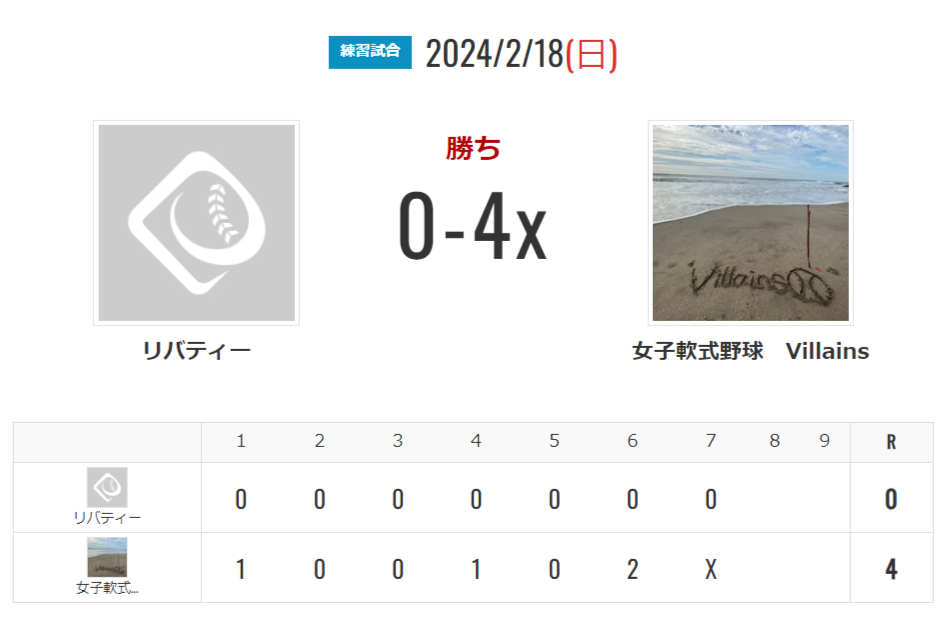 練習試合 2024/2/18(日)
勝ち
0-4x
Villains
リバティー
女子軟式野球　Villains
1 2 3 4 5 6 7 8 9 R
リバティー 0 0 0 0 0 0 0 0
女子軟式... 1 0 0 1 0 2 X 4